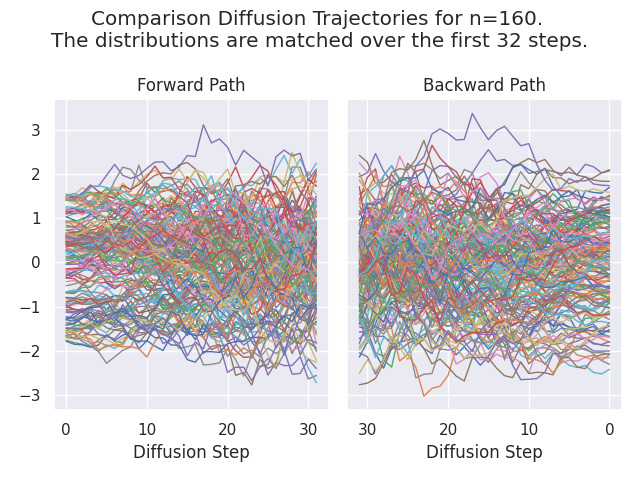 Comparison Diffusion Trajectories for n=160.
The distributions are matched over the first 32 steps.
Forward Path
Backward Path
3
2
1
0
−1
−2
−3
0 10 20 30
30 20 10 0
Diffusion Step
Diffusion Step